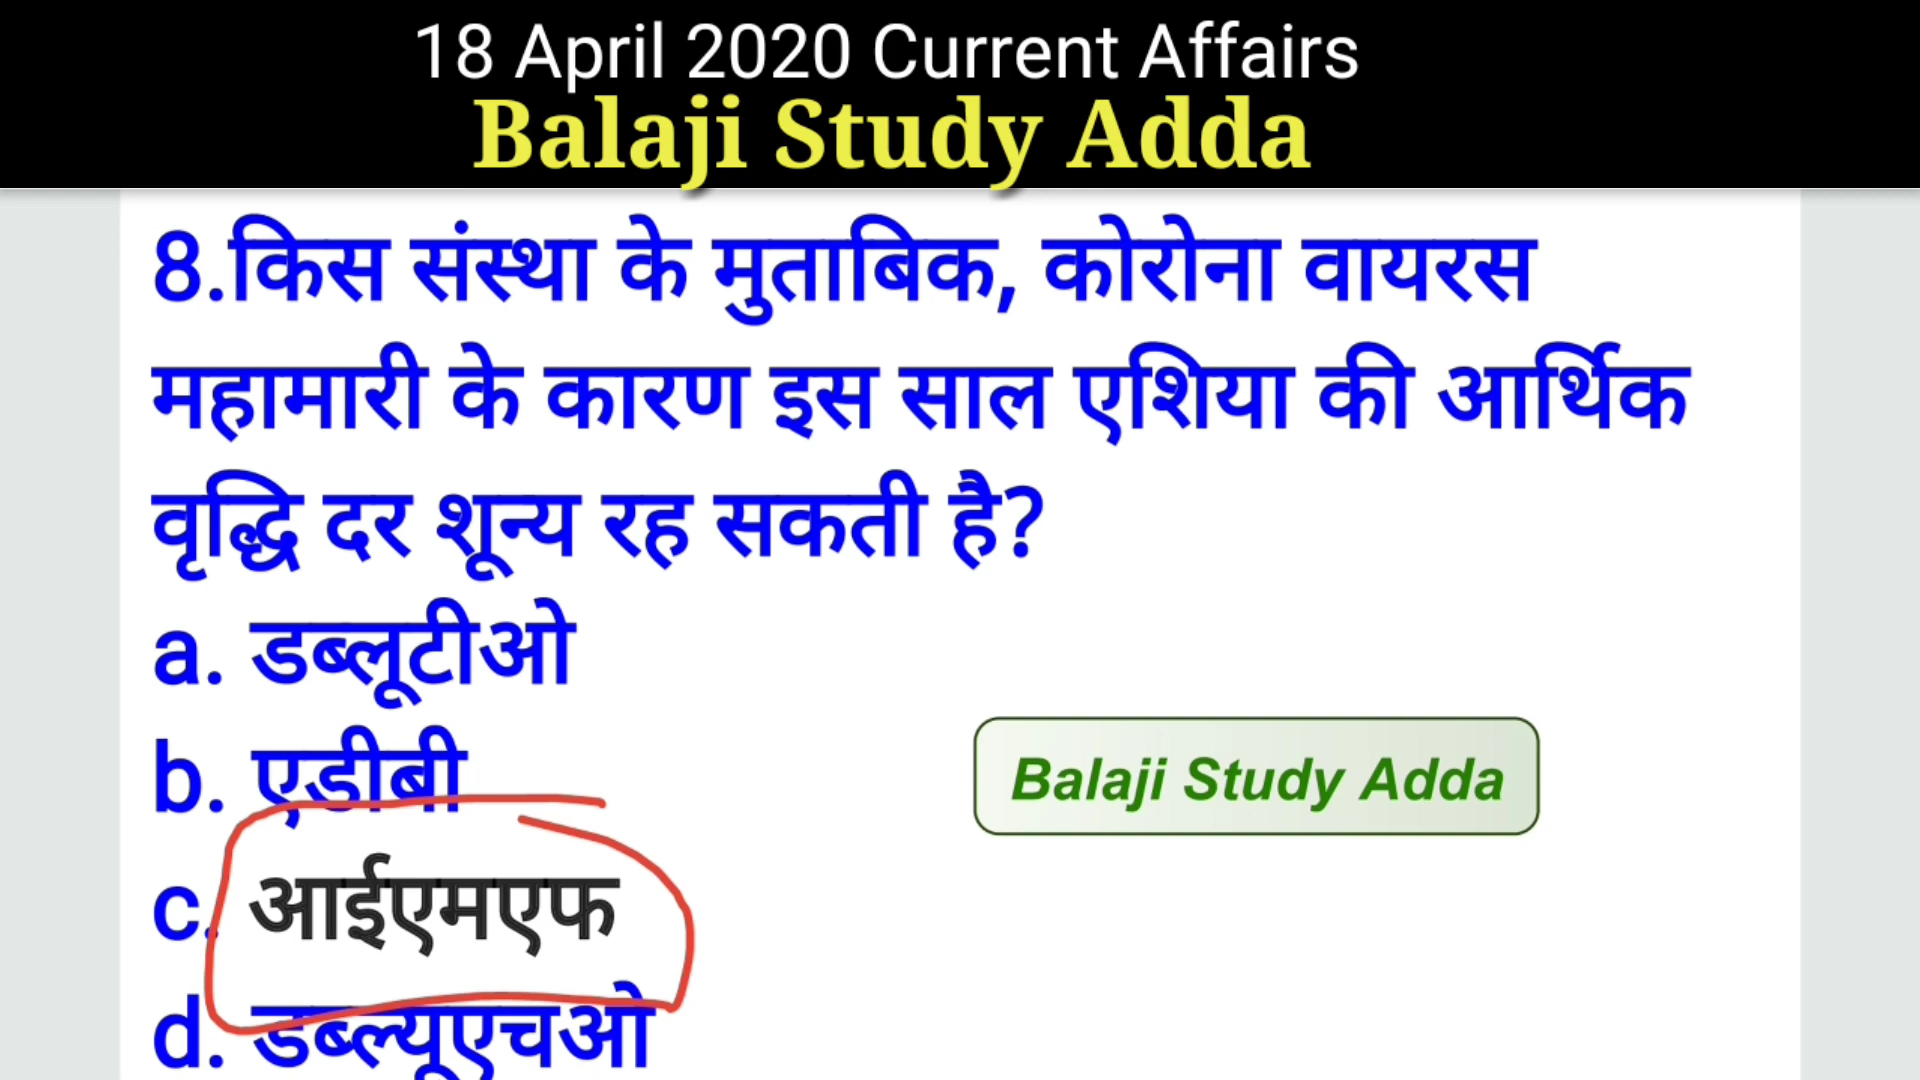 18 April 2020 Current Affairs
Balaji Study Adda
8.किस संस्था के मुताबिक, कोरोना वायरस
महामारी के कारण इस साल एशिया की आर्थिक
वृद्धि दर शून्य रह सकती है?
a. डब्लूटीओ
b. एडीबी
Balaji Study Adda
c. आईएमएफ
d. डब्ल्यूएचओ